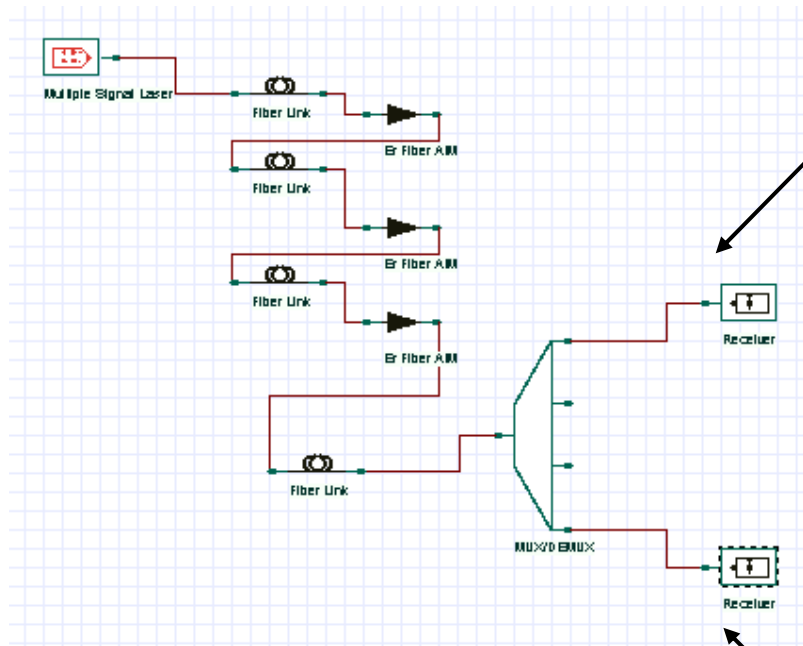 Multiple Signal Laser
Fiber Link
Er Fiber AM
Fiber Link
Er Fiber AM
Fiber Link
Er Fiber AM
Receiver
Fiber Link
MUX/DEMUX
Receiver